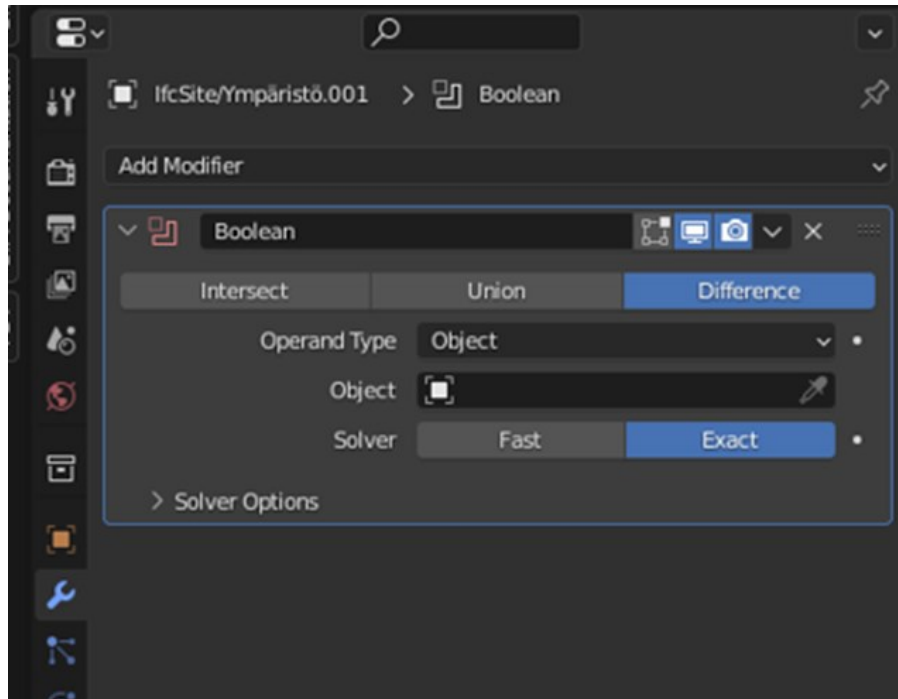 IfcSite/Ympäristö.001 > Boolean
Add Modifier
Boolean
Intersect Union Difference
Operand Type Object
Object
Solver Fast Exact
> Solver Options